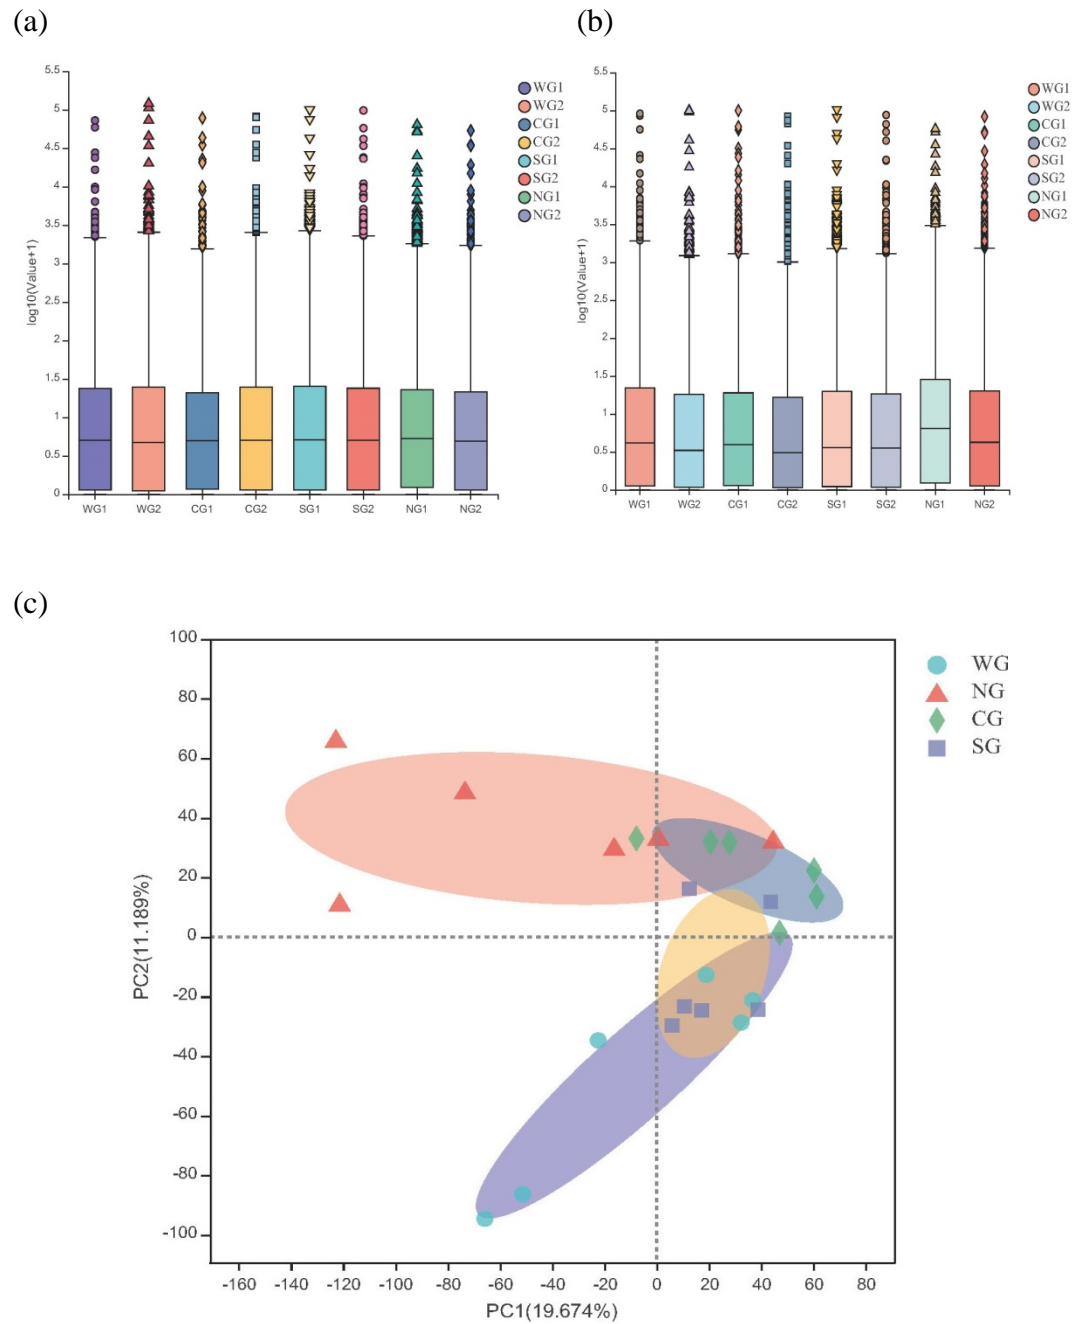 (a)
(b)
5.5
5
4.5
4
3.5
3
2.5
2
1.5
1
0.5
0
log10(Value+1)
WG1 WG2 CG1 CG2 SG1 SG2 NG1 NG2
WG1
WG2
CG1
CG2
SG1
SG2
NG1
NG2
5.5
5
4.5
4
3.5
3
2.5
2
1.5
1
0.5
0
log10(Value+1)
WG1 WG2 CG1 CG2 SG1 SG2 NG1 NG2
WG1
WG2
CG1
CG2
SG1
SG2
NG1
NG2
(c)
100
80
60
40
20
0
-20
-40
-60
-80
-100
PC2(11.189%)
-160 -140 -120 -100 -80 -60 -40 -20 0 20 40 60 80
PC1(19.674%)
WG
NG
CG
SG